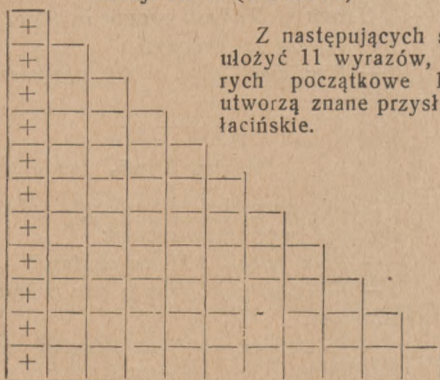 Z następujących
ułożyć 11 wyrazów,
rych początkowe
utworzą znane przysł
łacińskie.